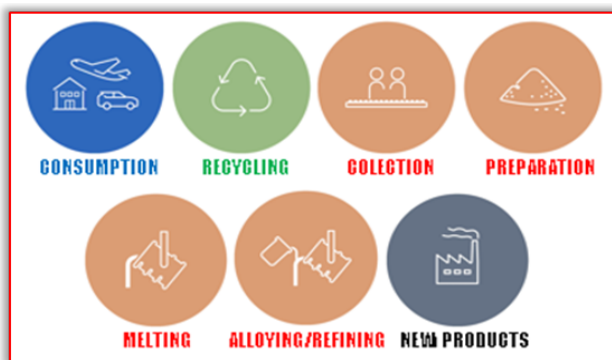 CONSUMPTION RECYCLING COLECTION PREPARATION
MELTING ALLOYING/REFINING NEW PRODUCTS